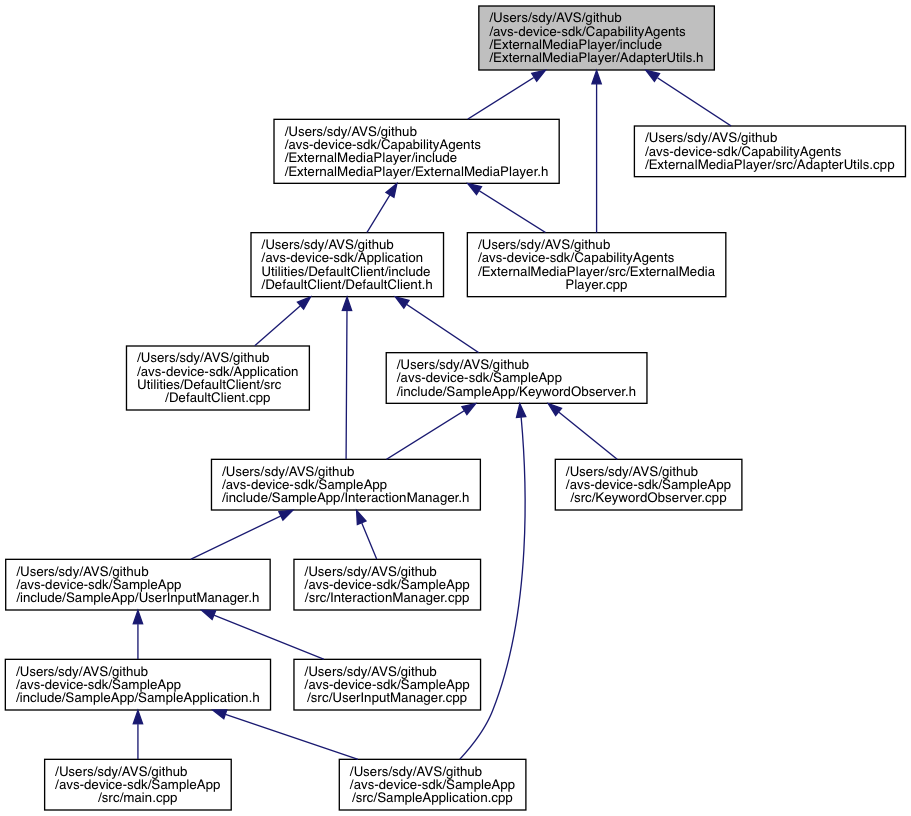 /Users/sdy/AVS/github
/avs-device-sdk/CapabilityAgents
/ExternalMediaPlayer/include
/ExternalMediaPlayer/AdapterUtils.h
/Users/sdy/AVS/github
/avs-device-sdk/CapabilityAgents
/ExternalMediaPlayer/include
/ExternalMediaPlayer/ExternalMediaPlayer.h
/Users/sdy/AVS/github
/avs-device-sdk/CapabilityAgents
/ExternalMediaPlayer/src/AdapterUtils.cpp
/Users/sdy/AVS/github
/avs-device-sdk/Application
Utilities/DefaultClient/include
/DefaultClient/DefaultClient.h
/Users/sdy/AVS/github
/avs-device-sdk/CapabilityAgents
/ExternalMediaPlayer/src/ExternalMedia
Player.cpp
/Users/sdy/AVS/github
/avs-device-sdk/Application
Utilities/DefaultClient/src
/DefaultClient.cpp
/Users/sdy/AVS/github
/avs-device-sdk/SampleApp
/include/SampleApp/KeywordObserver.h
/Users/sdy/AVS/github
/avs-device-sdk/SampleApp
/include/SampleApp/InteractionManager.h
/Users/sdy/AVS/github
/avs-device-sdk/SampleApp
/src/KeywordObserver.cpp
/Users/sdy/AVS/github
/avs-device-sdk/SampleApp
/include/SampleApp/UserInputManager.h
/Users/sdy/AVS/github
/avs-device-sdk/SampleApp
/src/InteractionManager.cpp
/Users/sdy/AVS/github
/avs-device-sdk/SampleApp
/include/SampleApp/SampleApplication.h
/Users/sdy/AVS/github
/avs-device-sdk/SampleApp
/src/UserInputManager.cpp
/Users/sdy/AVS/github
/avs-device-sdk/SampleApp
/src/main.cpp
/Users/sdy/AVS/github
/avs-device-sdk/SampleApp
/src/SampleApplication.cpp